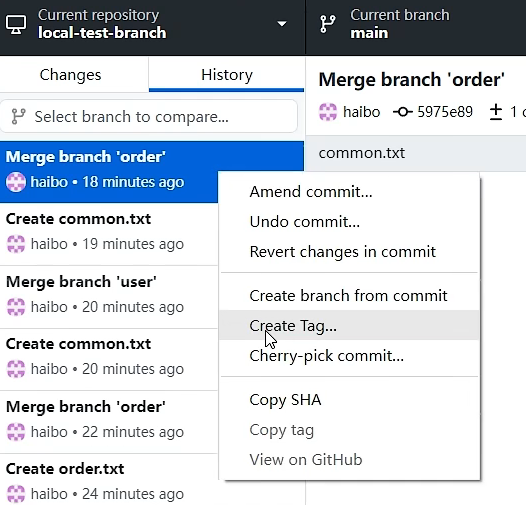 Current repository
local-test-branch
Current branch
main
Changes
History
Select branch to compare...
Merge branch 'order'
haibo • 18 minutes ago
Create common.txt
haibo • 19 minutes ago
Merge branch 'user'
haibo • 20 minutes ago
Create common.txt
haibo • 20 minutes ago
Merge branch 'order'
haibo • 22 minutes ago
Create order.txt
haibo • 24 minutes ago
Merge branch 'order'
haibo 5975e89 ± 1
common.txt
Amend commit...
Undo commit...
Revert changes in commit
Create branch from commit
Create Tag...
Cherry-pick commit...
Copy SHA
Copy tag
View on GitHub